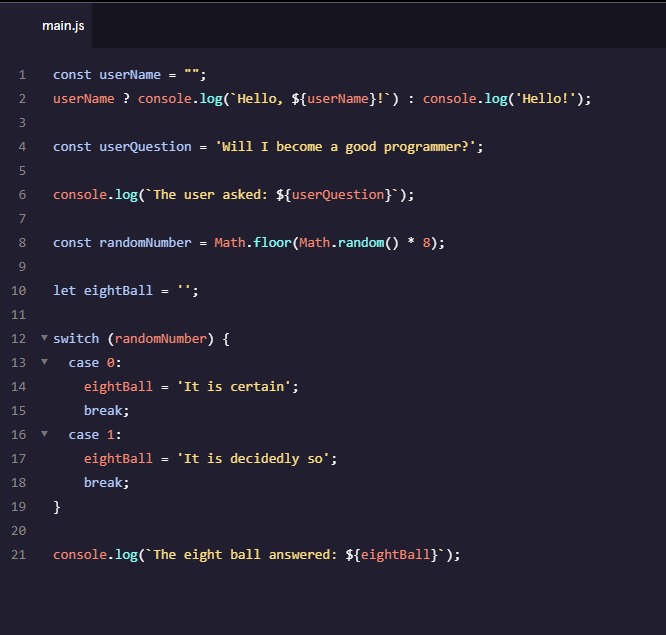 main.js
1 const userName = "";
2 userName ? console.log(`Hello, ${userName}!`) : console.log('Hello!');
3
4 const userQuestion = 'Will I become a good programmer?';
5
6 console.log(`The user asked: ${userQuestion}`);
7
8 const randomNumber = Math.floor(Math.random() * 8);
9
10 let eightBall = '';
11
12 switch (randomNumber) {
13 case 0:
14 eightBall = 'It is certain';
15 break;
16 case 1:
17 eightBall = 'It is decidedly so';
18 break;
19 }
20
21 console.log(`The eight ball answered: ${eightBall}`);